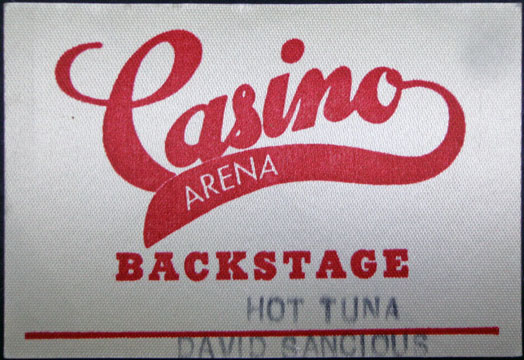 Casino
ARENA
BACKSTAGE
HOT TUNA
DAVID SANCIOUS